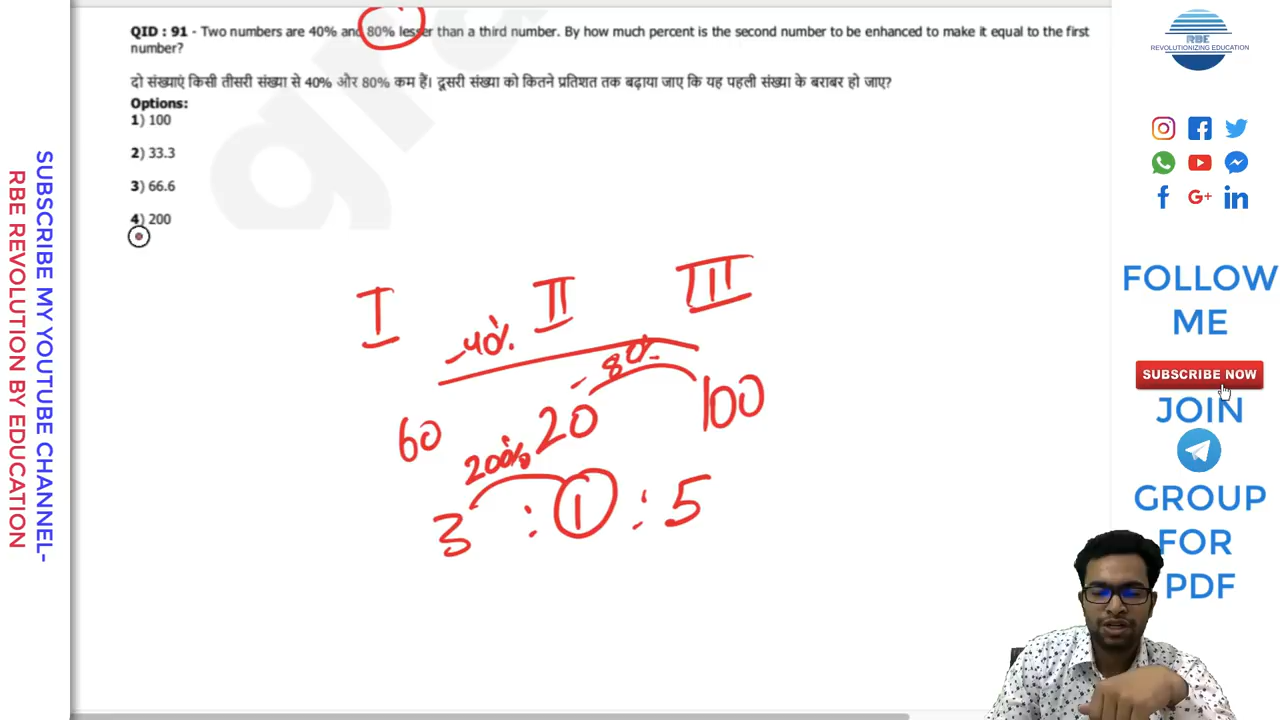 QID : 91 - Two numbers are 40% and 80% lesser than a third number. By how much percent is the second number to be enhanced to make it equal to the first
number?
दो संख्याएं किसी तीसरी संख्या से 40% और 80% कम हैं। दूसरी संख्या को कितने प्रतिशत तक बढ़ाया जाए कि यह पहली संख्या के बराबर हो जाए?
Options:
1) 100
2) 33.3
3) 66.6
4) 200
I II III
-40%
-80%
60 20 100
200%
3 : 1 : 5
SUBSCRIBE MY YOUTUBE CHANNEL-
RBE REVOLUTION BY EDUCATION
RBE
REVOLUTIONIZING EDUCATION
FOLLOW
ME
SUBSCRIBE NOW
JOIN
GROUP
FOR
PDF